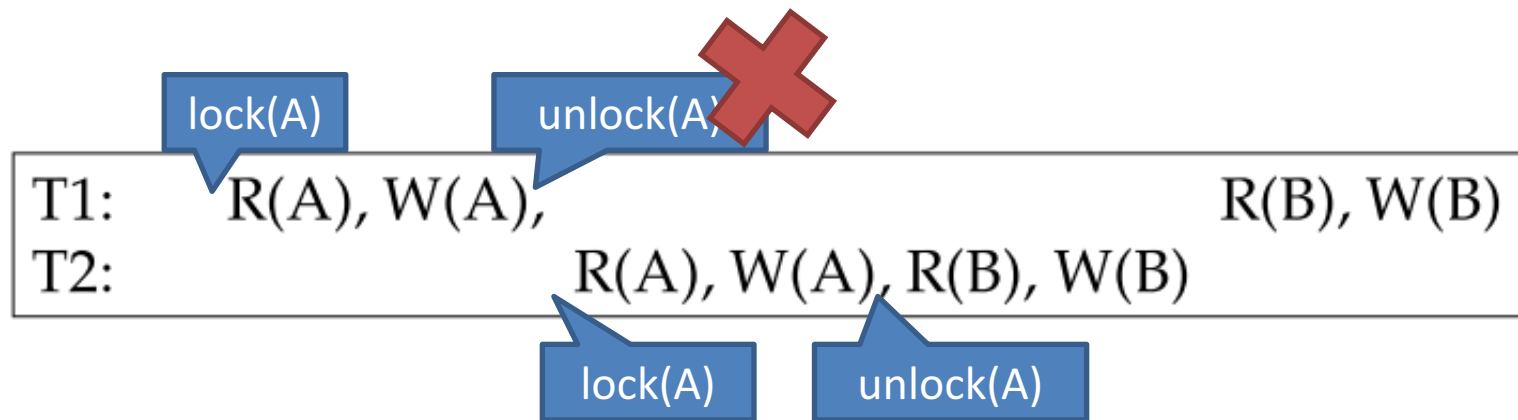 lock(A) unlock(A)
T1: R(A), W(A), R(B), W(B)
T2: R(A), W(A), R(B), W(B)
lock(A) unlock(A)